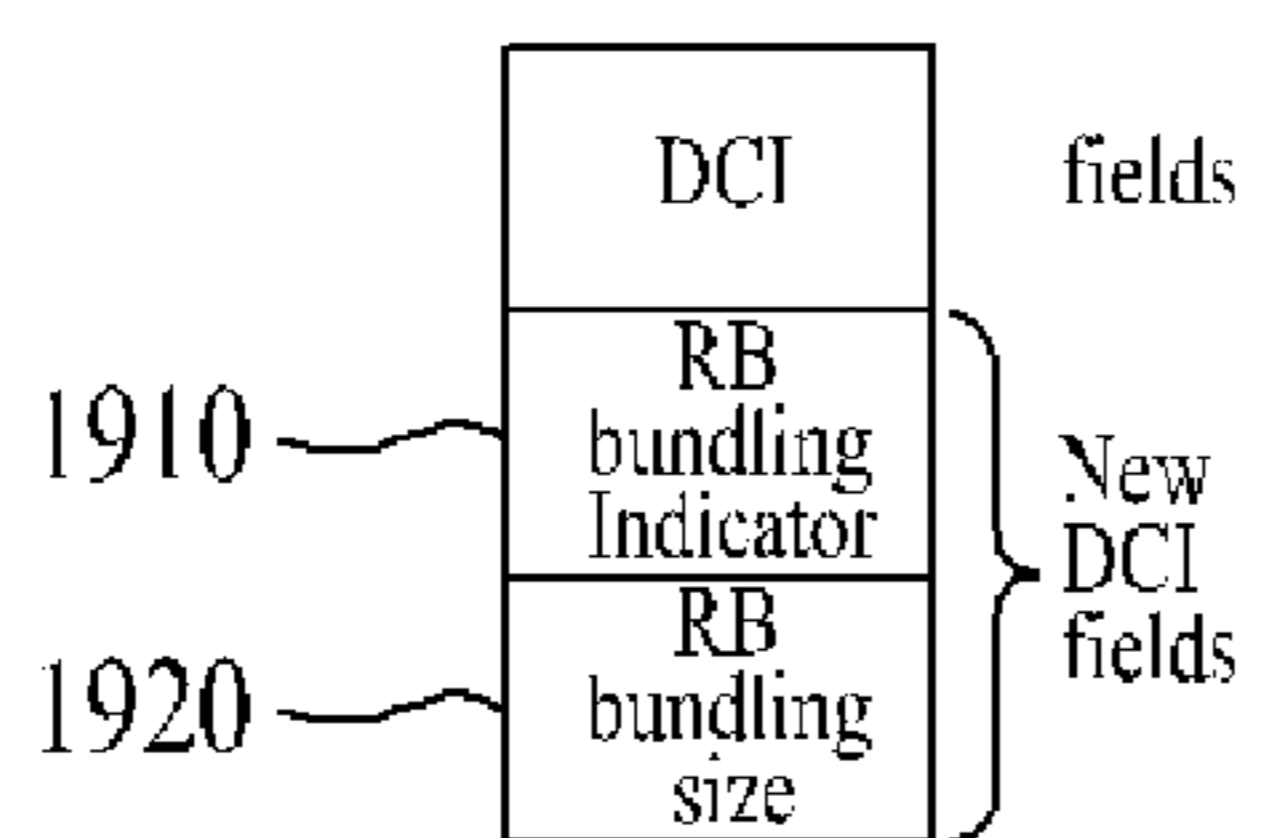 DCI
fields
1910
RB
bundling
Indicator
New
DCI
fields
1920
RB
bundling
size